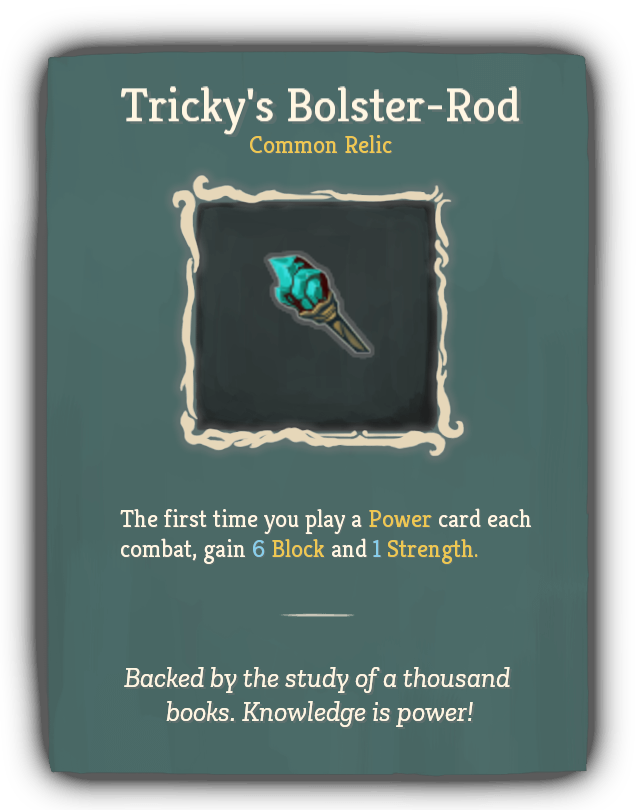 Tricky's Bolster-Rod
Common Relic
The first time you play a Power card each
combat, gain 6 Block and 1 Strength.
Backed by the study of a thousand
books. Knowledge is power!